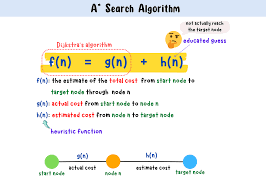 A* Search Algorithm
not actually reach
the target node
educated guess
Dijkstra's algorithm
f(n) = g(n) + h(n)
f(n): the estimate of the total cost from start node to
target node through node n
g(n): actual cost from start node to node n
h(n): estimated cost from node n to target node
heuristic function
g(n) h(n)
actual cost estimate cost
start node node n target node